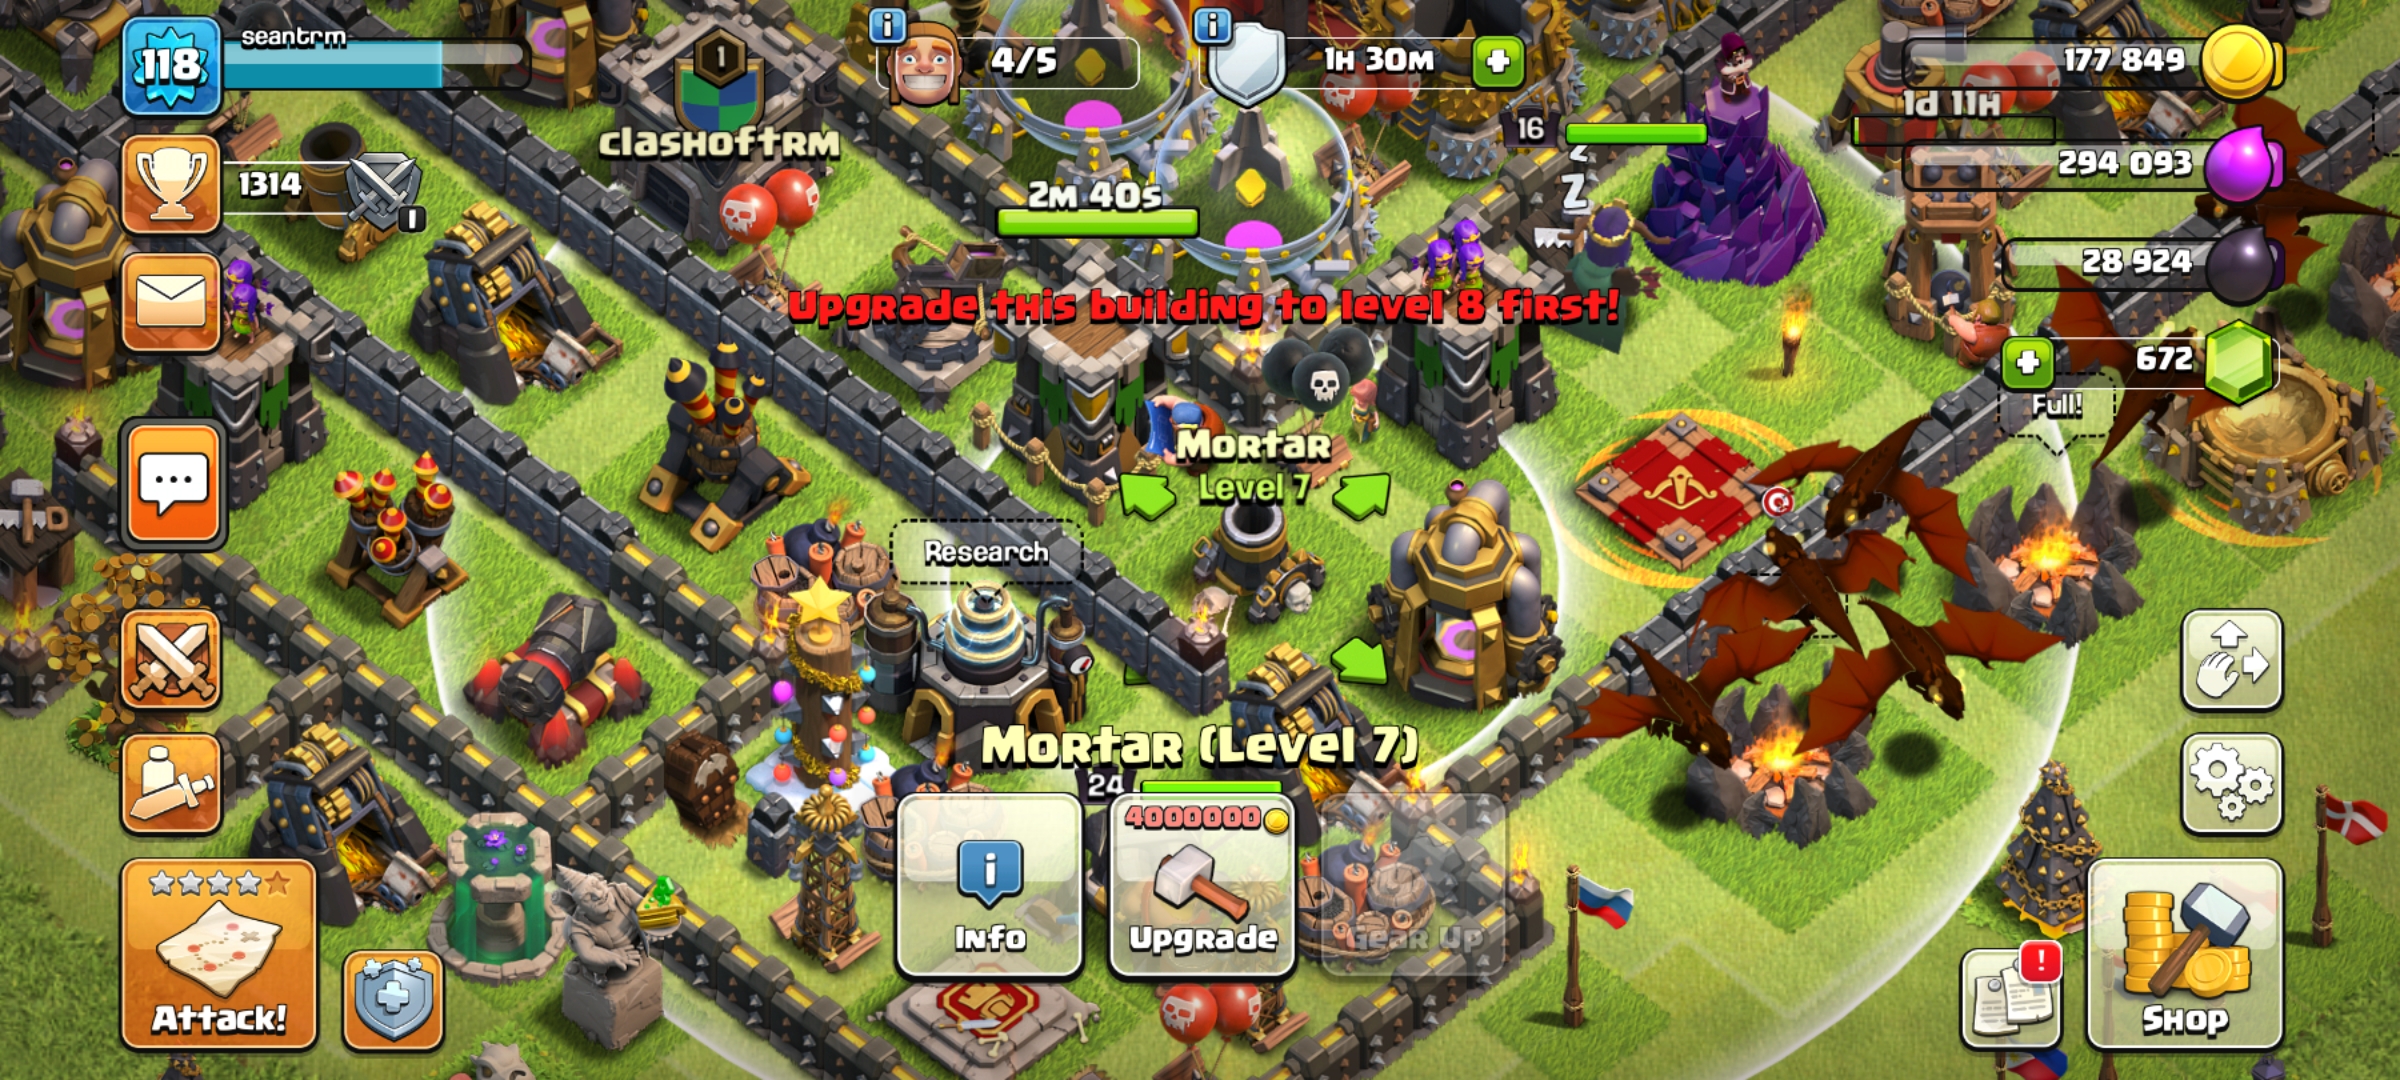 118
seantrm
4/5
1H 30M
177 849
1
clashoftRM
1d 11H
16
294 093
1314
I
2M 40s
Z
Z
28 924
Upgrade this building to level 8 first!
672
Full!
Mortar
Level 7
Research
Mortar (Level 7)
24
4000000
Info
Upgrade
Gear Up
Attack!
!
Shop